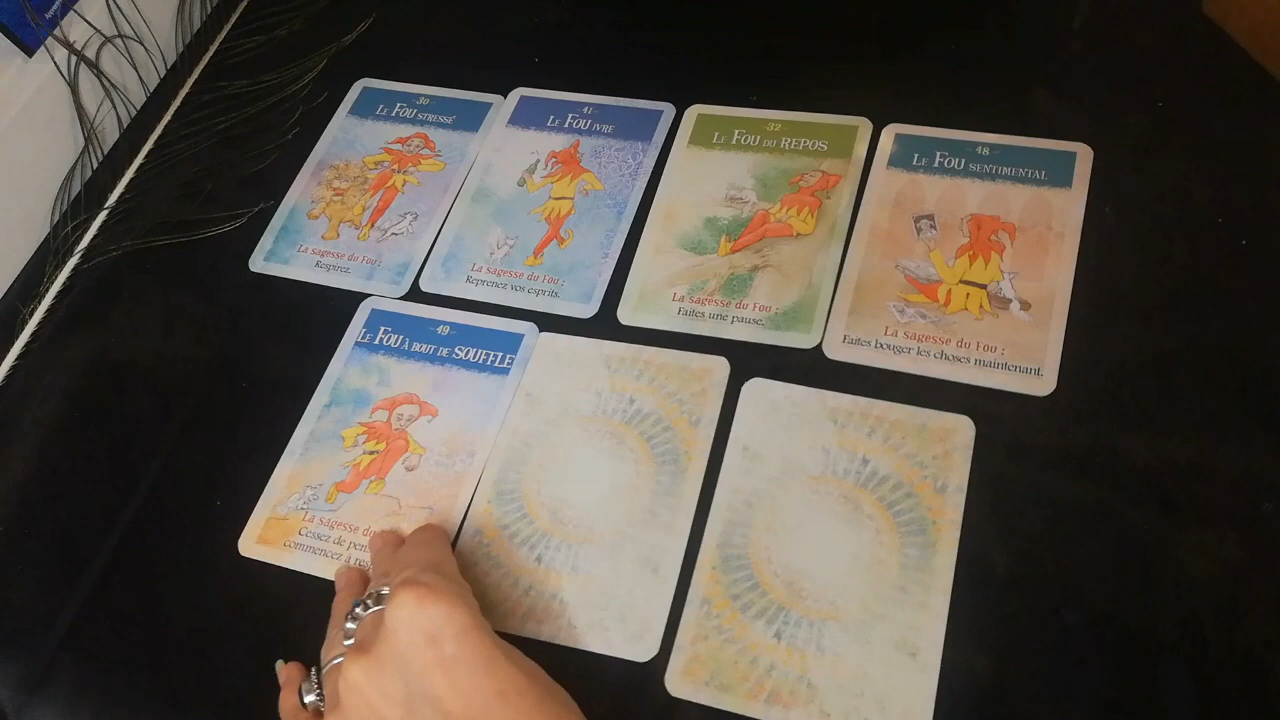 -30-
LE FOU STRESSÉ
LA SAGESSE DU FOU :
Respirez.
-41-
LE FOU IVRE
LA SAGESSE DU FOU :
Reprenez vos esprits.
-32-
LE FOU DU REPOS
LA SAGESSE DU FOU :
Faites une pause.
-48-
LE FOU SENTIMENTAL
LA SAGESSE DU FOU :
Faites bouger les choses maintenant.
-49-
LE FOU À BOUT DE SOUFFLE
LA SAGESSE DU
Cessez de
commencez à